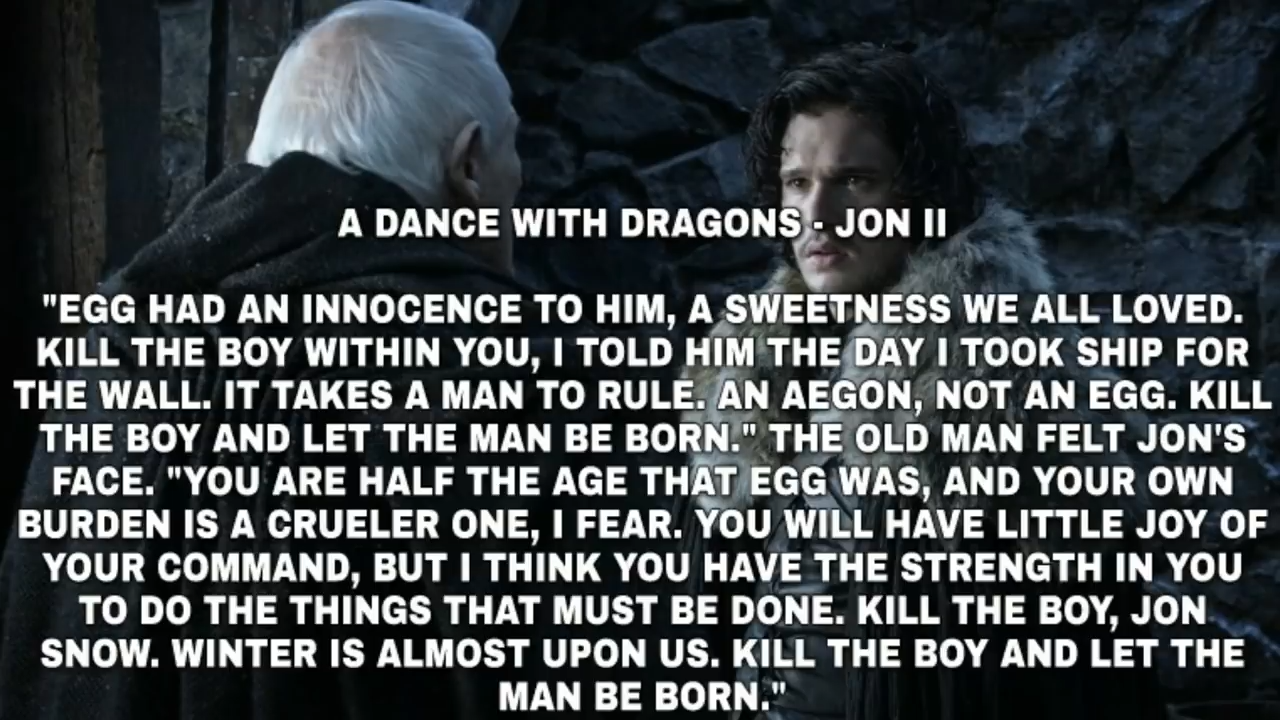 A DANCE WITH DRAGONS - JON II
"EGG HAD AN INNOCENCE TO HIM, A SWEETNESS WE ALL LOVED.
KILL THE BOY WITHIN YOU, I TOLD HIM THE DAY I TOOK SHIP FOR
THE WALL. IT TAKES A MAN TO RULE. AN AEGON, NOT AN EGG. KILL
THE BOY AND LET THE MAN BE BORN." THE OLD MAN FELT JON'S
FACE. "YOU ARE HALF THE AGE THAT EGG WAS, AND YOUR OWN
BURDEN IS A CRUELER ONE, I FEAR. YOU WILL HAVE LITTLE JOY OF
YOUR COMMAND, BUT I THINK YOU HAVE THE STRENGTH IN YOU
TO DO THE THINGS THAT MUST BE DONE. KILL THE BOY, JON
SNOW. WINTER IS ALMOST UPON US. KILL THE BOY AND LET THE
MAN BE BORN."